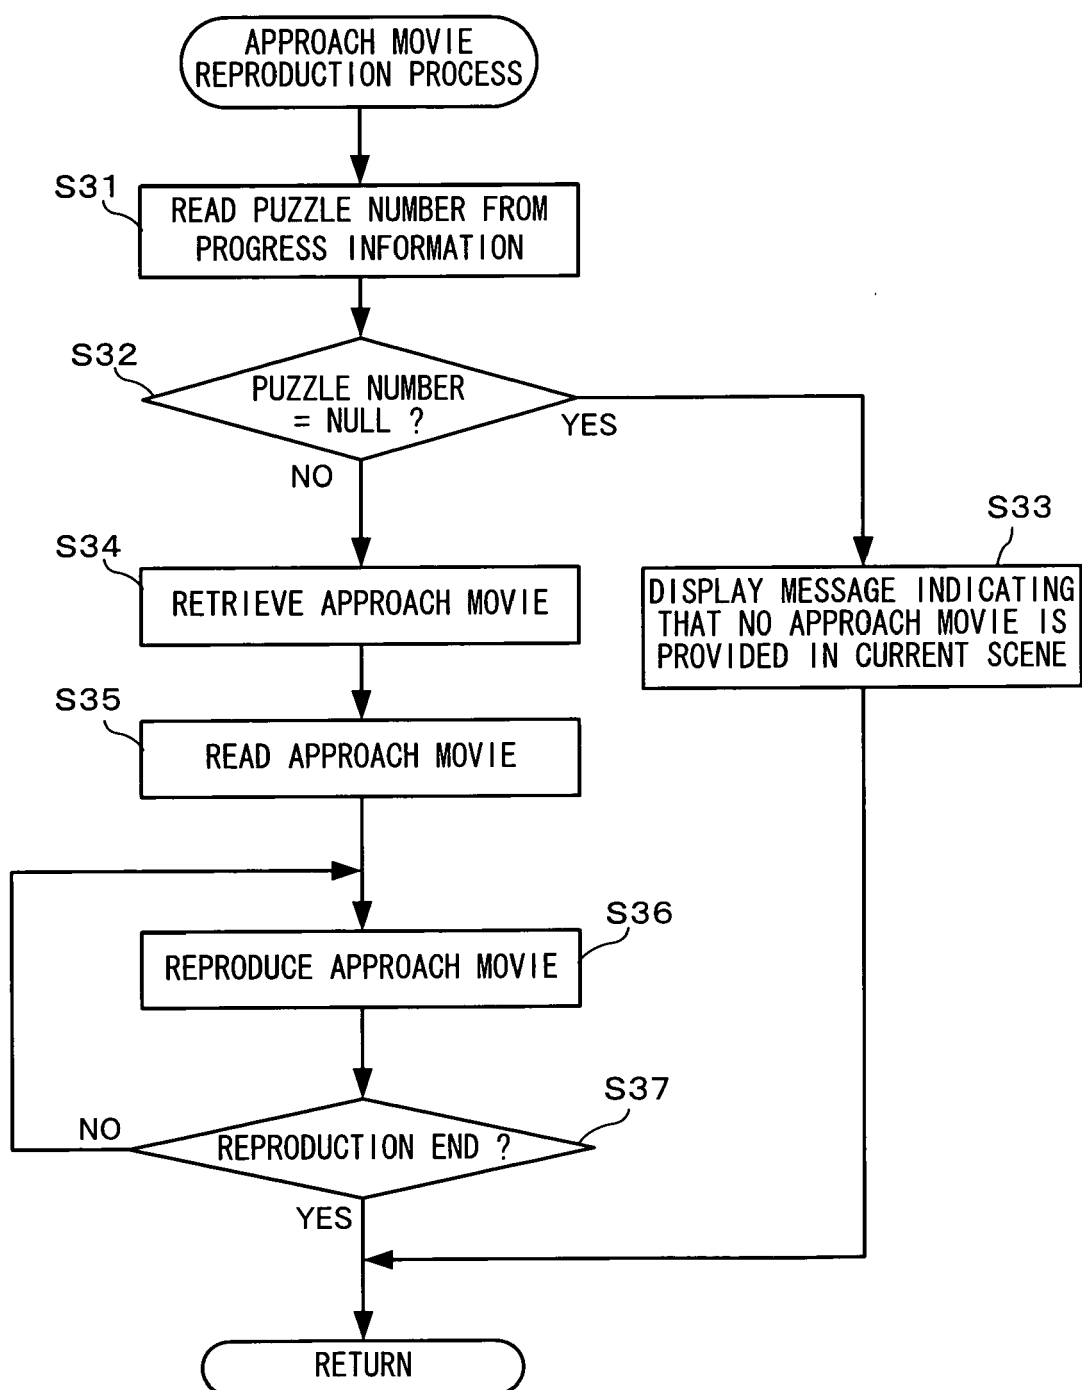 APPROACH MOVIE
REPRODUCTION PROCESS
S31
READ PUZZLE NUMBER FROM
PROGRESS INFORMATION
S32
PUZZLE NUMBER
= NULL ?
YES
NO
S33
DISPLAY MESSAGE INDICATING
THAT NO APPROACH MOVIE IS
PROVIDED IN CURRENT SCENE
S34
RETRIEVE APPROACH MOVIE
S35
READ APPROACH MOVIE
S36
REPRODUCE APPROACH MOVIE
S37
NO
REPRODUCTION END ?
YES
RETURN